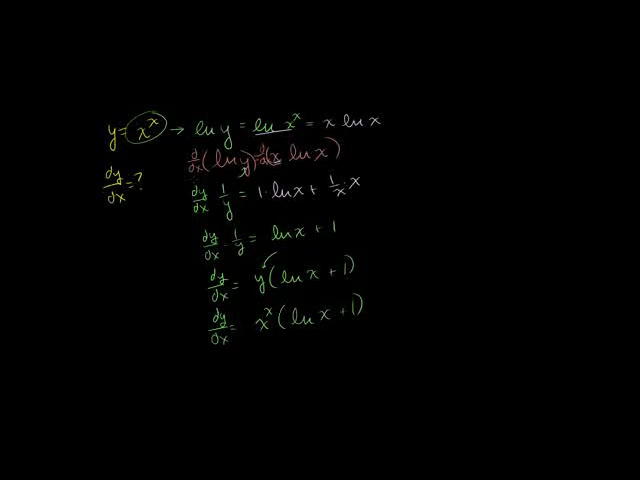 y = x^x → ln y = ln x^x = x ln x
d/dx (ln y) = d/dx (x ln x)
dy/dx = ?
dy/dx 1/y = 1 · ln x + 1/x · x
dy/dx · 1/y = ln x + 1
dy/dx = y (ln x + 1)
dy/dx = x^x (ln x + 1)